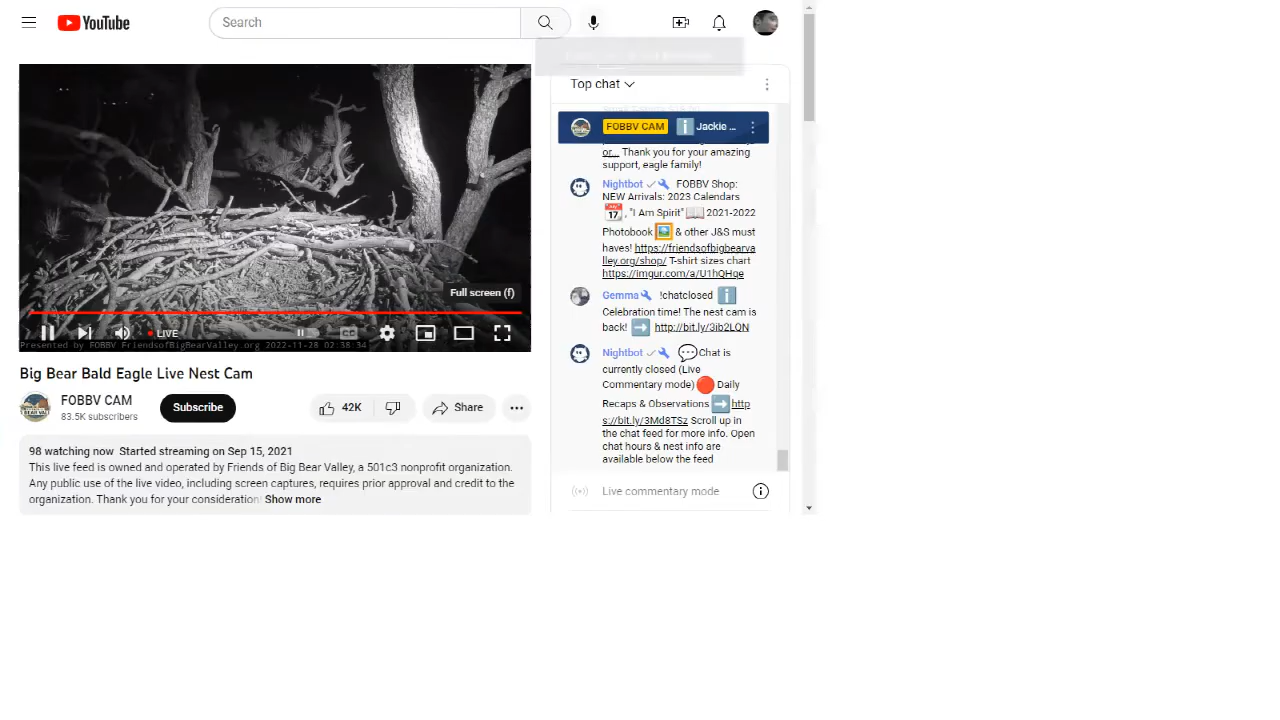 YouTube
Search
Top chat
FOBBV CAM Jackie ...
or... Thank you for your amazing
support, eagle family!
Nightbot FOBBV Shop:
NEW Arrivals: 2023 Calendars
, "I Am Spirit" 2021-2022
Photobook & other J&S must
haves! https://friendsofbigbearva
lley.org/shop/ T-shirt sizes chart
https://imgur.com/a/U1hQHqe
Gemma !chatclosed
Celebration time! The nest cam is
back! http://bit.ly/3ib2LQN
Nightbot Chat is
currently closed (Live
Commentary mode) Daily
Recaps & Observations http
s://bit.ly/3Md8TSz Scroll up in
the chat feed for more info. Open
chat hours & nest info are
available below the feed
Live commentary mode
Full screen (f)
LIVE
CC
Presented by FOBBV FriendsofBigBearValley.org 2022-11-28 02:38:34
Big Bear Bald Eagle Live Nest Cam
FOBBV CAM
83.5K subscribers
Subscribe
42K
Share
98 watching now Started streaming on Sep 15, 2021
This live feed is owned and operated by Friends of Big Bear Valley, a 501c3 nonprofit organization.
Any public use of the live video, including screen captures, requires prior approval and credit to the
organization. Thank you for your consideration! Show more